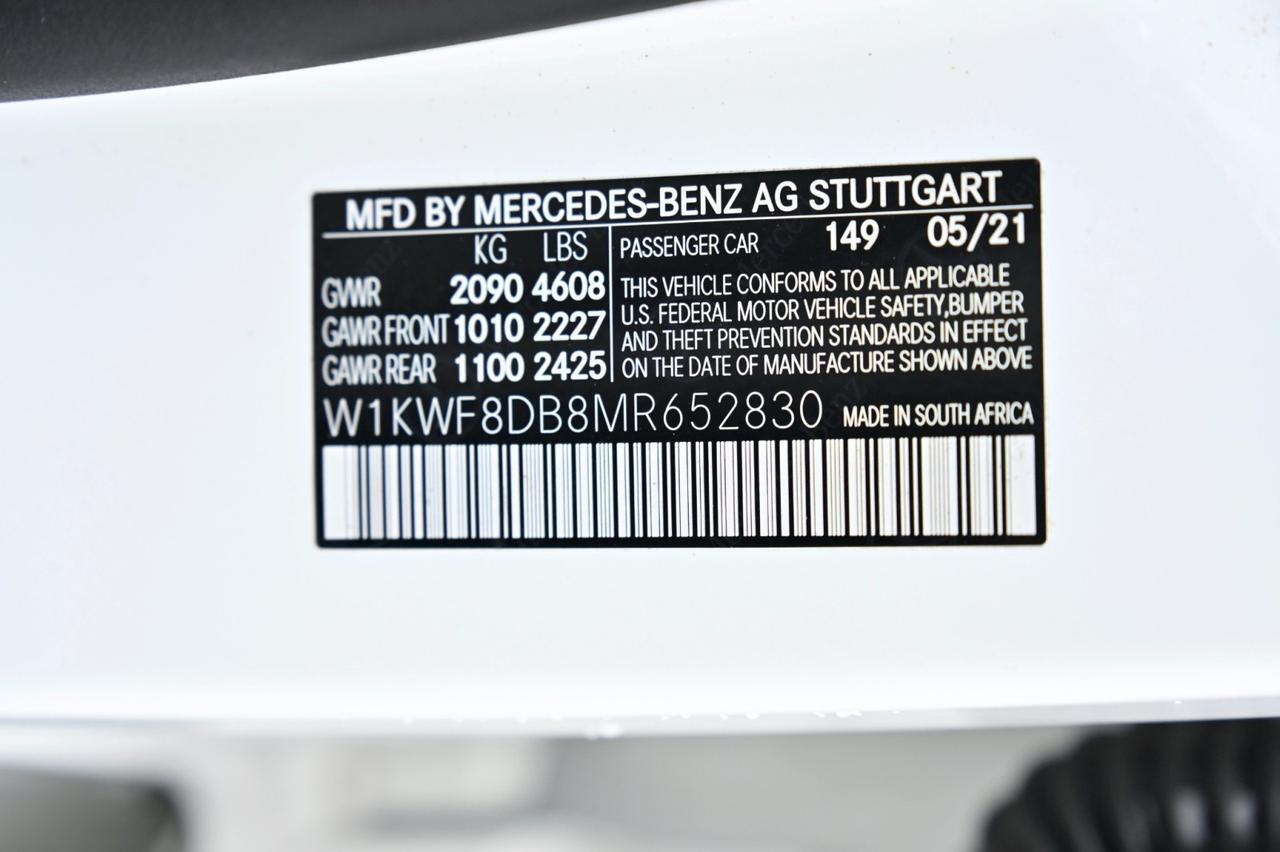 MFD BY MERCEDES-BENZ AG STUTTGART
KG LBS
GVWR 2090 4608
GAWR FRONT 1010 2227
GAWR REAR 1100 2425
PASSENGER CAR 149 05/21
THIS VEHICLE CONFORMS TO ALL APPLICABLE
U.S. FEDERAL MOTOR VEHICLE SAFETY,BUMPER
AND THEFT PREVENTION STANDARDS IN EFFECT
ON THE DATE OF MANUFACTURE SHOWN ABOVE
W1KWF8DB8MR652830 MADE IN SOUTH AFRICA